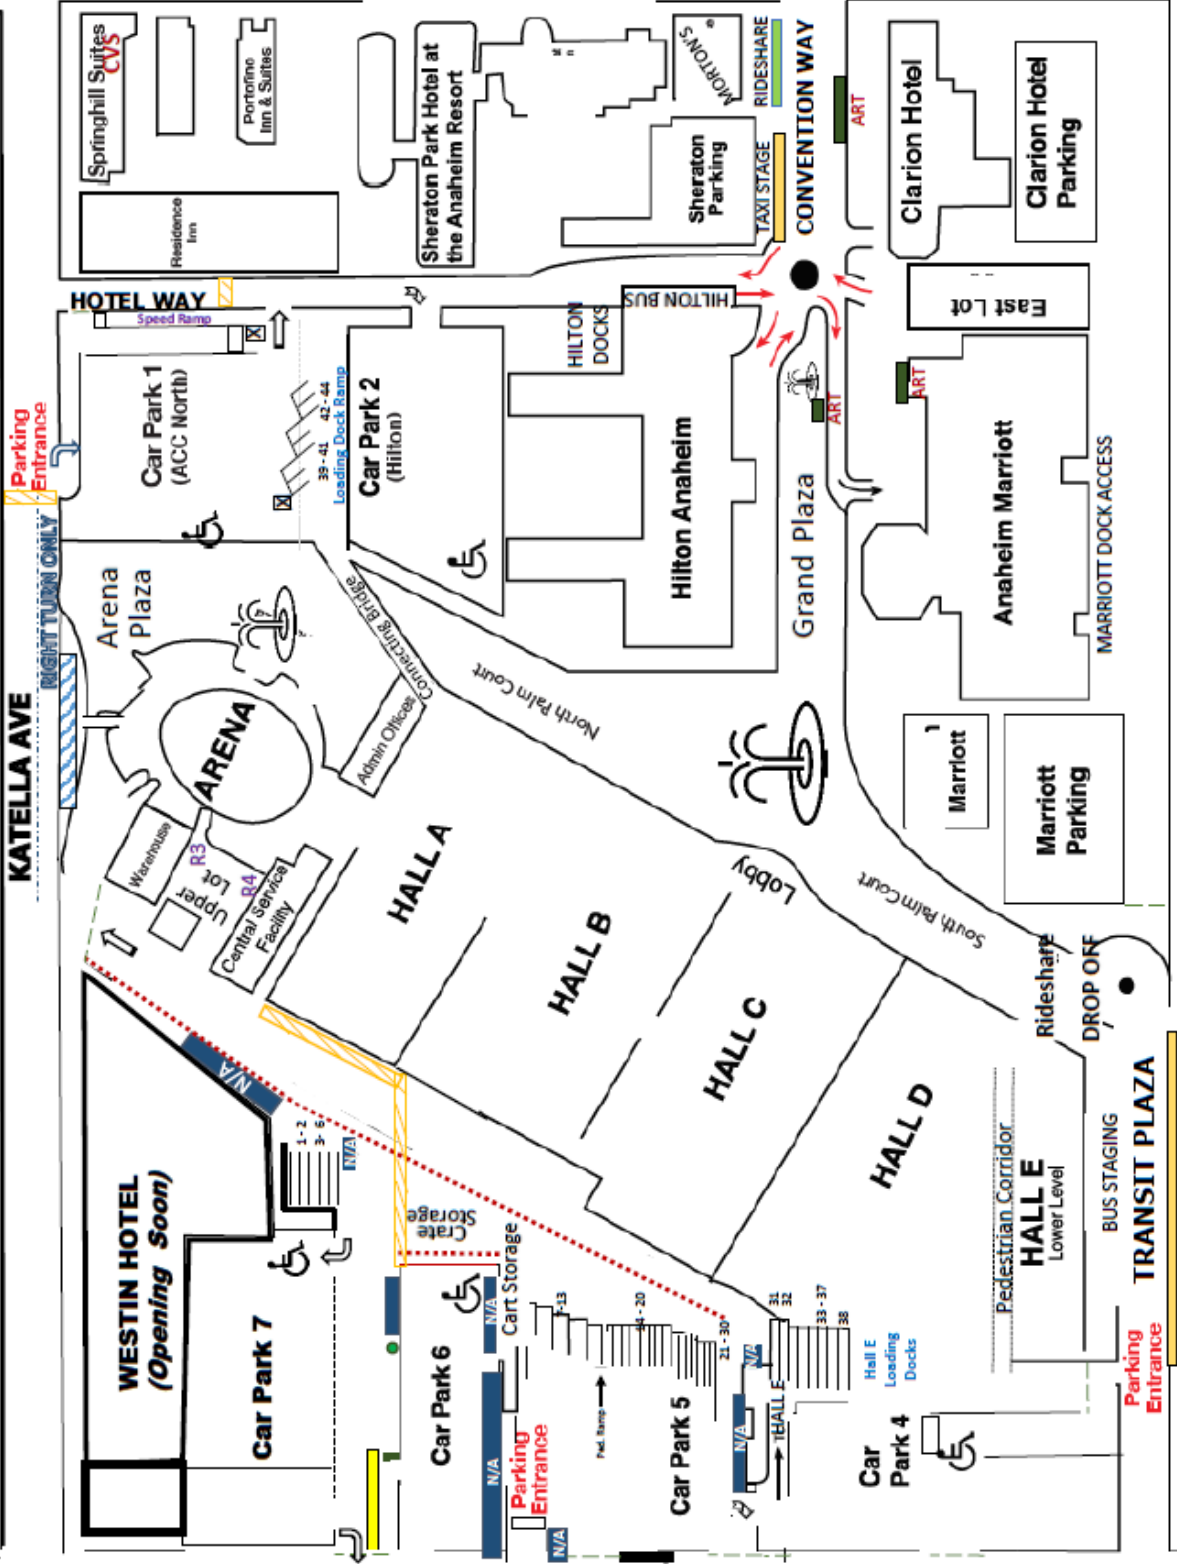 KATELLA AVE
RIGHT TURN ONLY
Parking
Entrance
HOTEL WAY
Speed Ramp
Springhill Suites
CVS
Residence
Inn
Portofino
Inn & Suites
Sheraton Park Hotel at
the Anaheim Resort
MORTON'S
RIDESHARE
CONVENTION WAY
TAXI STAGE
Sheraton
Parking
ART
Clarion Hotel
Clarion Hotel
Parking
East Lot
HILTON BUS
HILTON
DOCKS
Car Park 1
(ACC North)
39 - 41
42 - 44
Loading Dock Ramp
Car Park 2
(Hilton)
Hilton Anaheim
ART
ART
Grand Plaza
Anaheim Marriott
MARRIOTT DOCK ACCESS
Arena
Plaza
Connecting Bridge
North Palm Court
Admin Offices
ARENA
Warehouse
R3
Upper
Lot
R4
Central Service
Facility
HALL A
HALL B
HALL C
HALL D
Lobby
South Palm Court
Marriott
Marriott
Parking
Rideshare
DROP OFF
Pedestrian Corridor
HALL E
Lower Level
BUS STAGING
TRANSIT PLAZA
Parking
Entrance
N/A
1 - 2
3 - 6
N/A
WESTIN HOTEL
(Opening Soon)
Car Park 7
Crate
Storage
Cart Storage
N/A
Car Park 6
N/A
Parking
Entrance
N/A
7-13
14 - 20
21 - 30
Ped. Ramp
Car Park 5
N/A
N/A
HALL E
31
32
33 - 37
38
Hall E
Loading
Docks
Car
Park 4